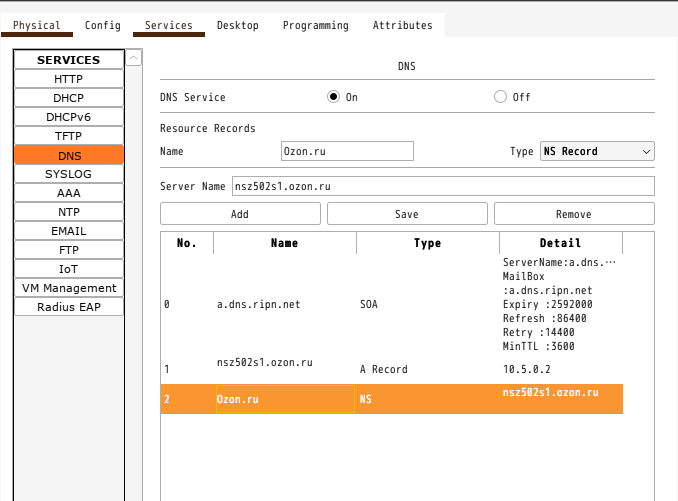 Physical Config Services Desktop Programming Attributes
SERVICES
HTTP
DHCP
DHCPv6
TFTP
DNS
SYSLOG
AAA
NTP
EMAIL
FTP
IoT
VM Management
Radius EAP
DNS
DNS Service On Off
Resource Records
Name Ozon.ru Type NS Record
Server Name nsz502s1.ozon.ru
Add Save Remove
No. Name Type Detail
0 a.dns.ripn.net SOA
ServerName:a.dns.…
MailBox
:a.dns.ripn.net
Expiry :2592000
Refresh :86400
Retry :14400
MinTTL :3600
1 nsz502s1.ozon.ru A Record 10.5.0.2
2 Ozon.ru NS nsz502s1.ozon.ru